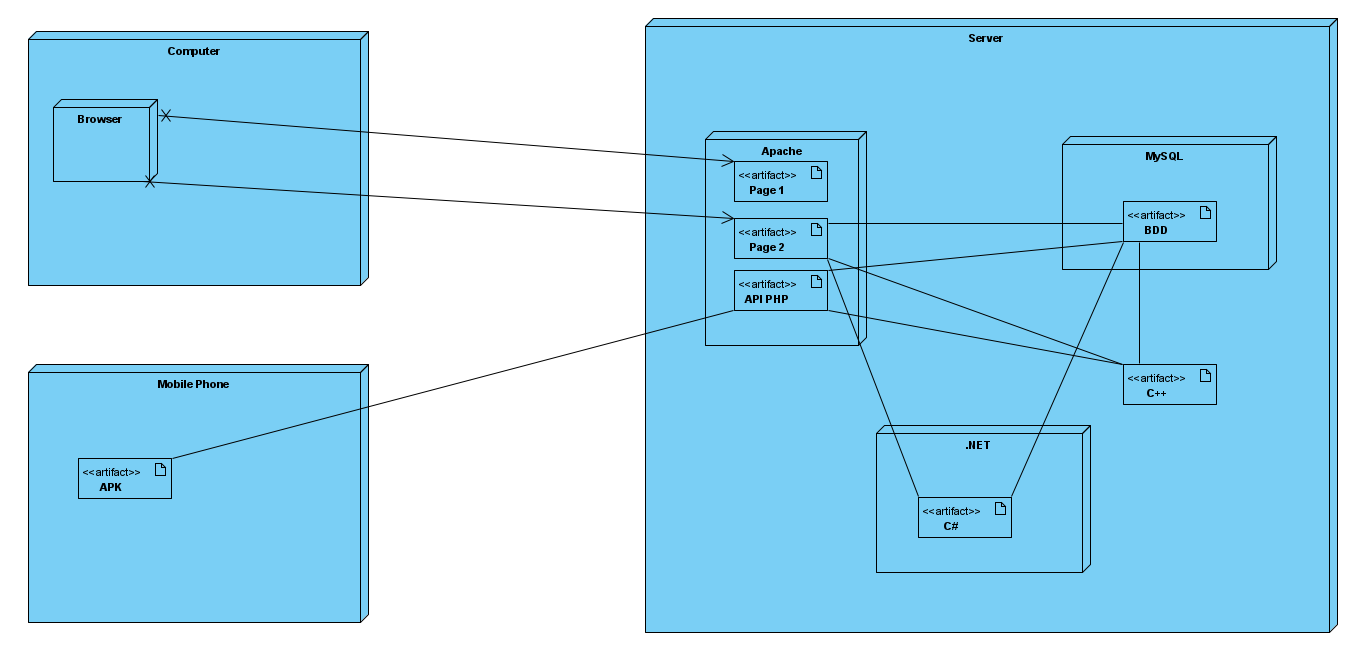 Computer
Browser
Mobile Phone
<<artifact>>
APK
Server
Apache
<<artifact>>
Page 1
<<artifact>>
Page 2
<<artifact>>
API PHP
MySQL
<<artifact>>
BDD
<<artifact>>
C++
.NET
<<artifact>>
C#